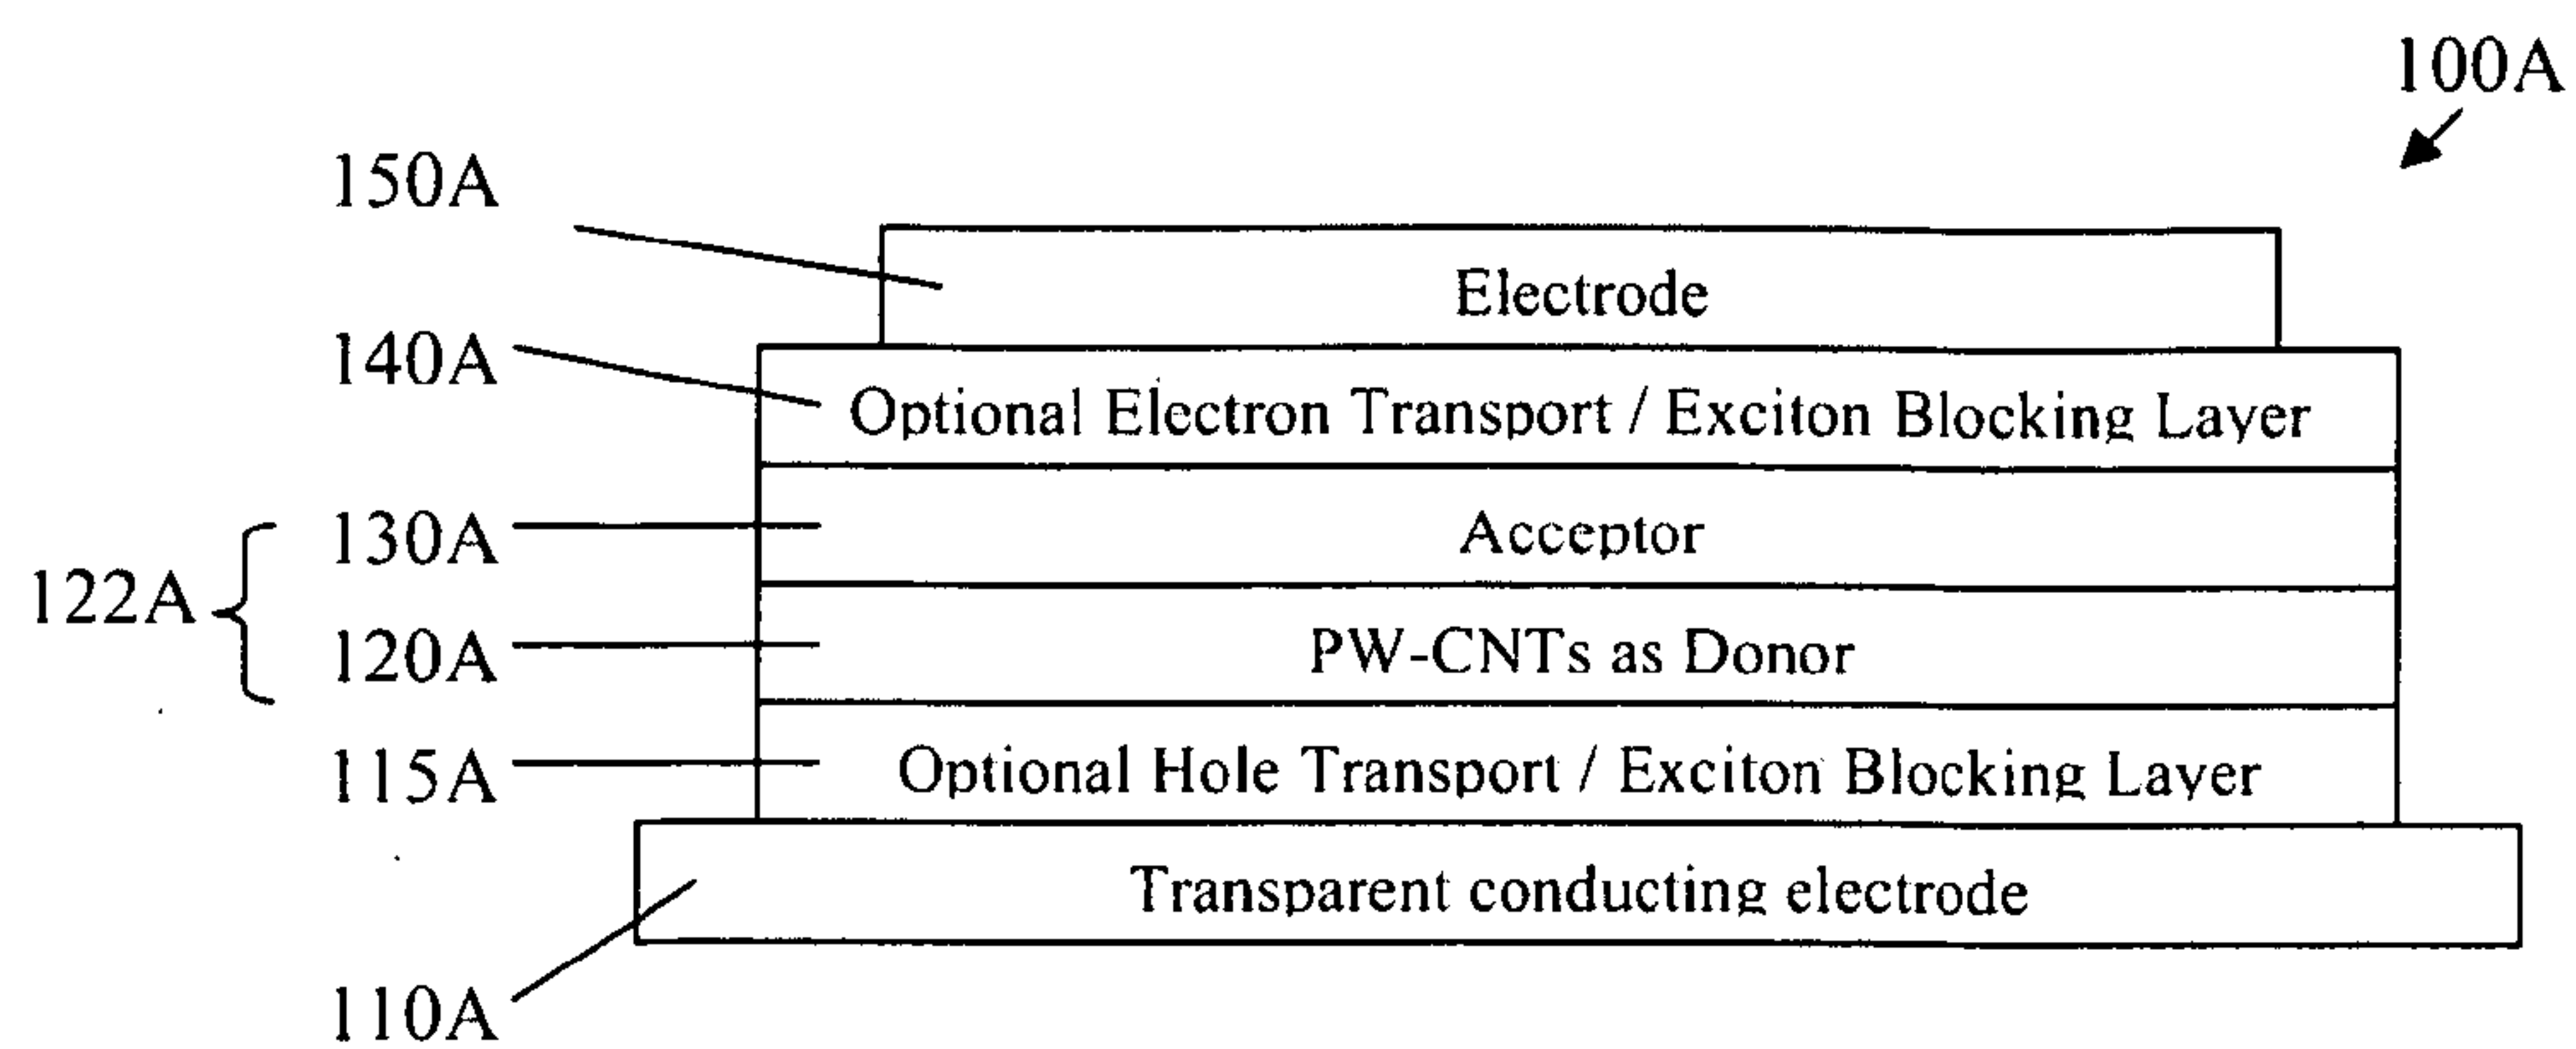 100A
150A
Electrode
140A
Optional Electron Transport / Exciton Blocking Layer
130A
Acceptor
122A
120A
PW-CNTs as Donor
115A
Optional Hole Transport / Exciton Blocking Layer
Transparent conducting electrode
110A